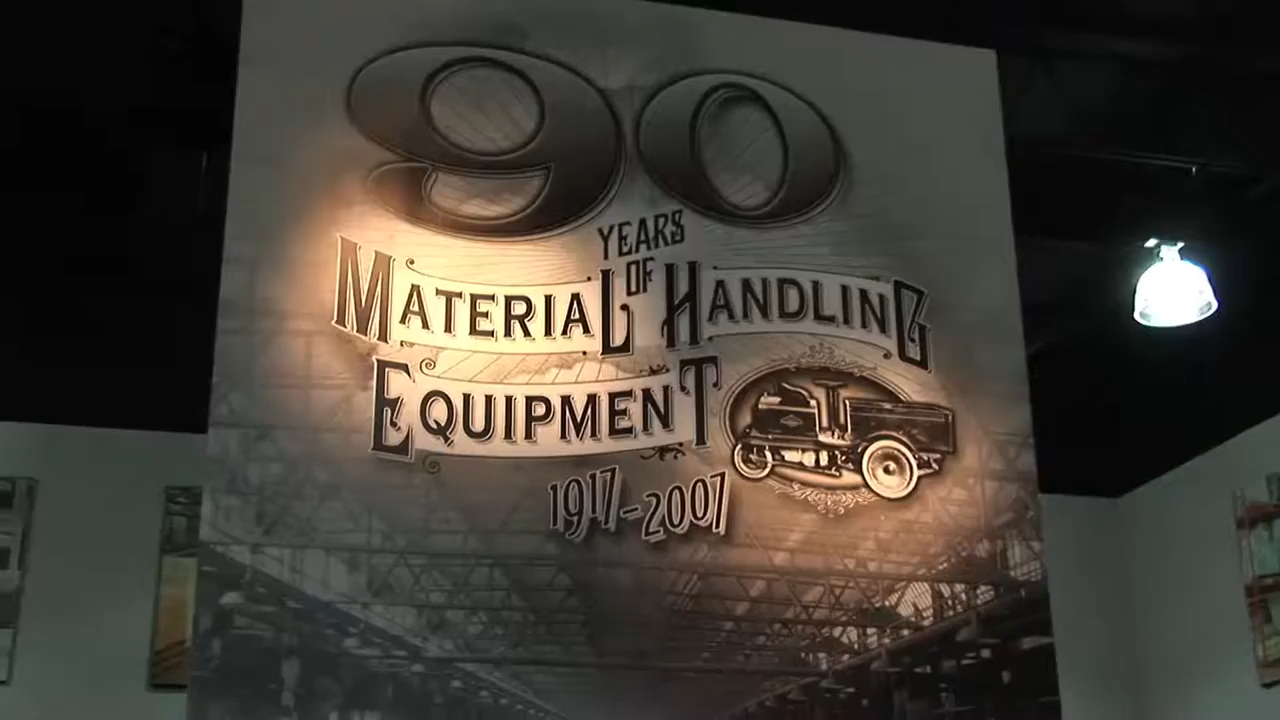 90
YEARS
OF
MATERIAL HANDLING
EQUIPMENT
1917-2007